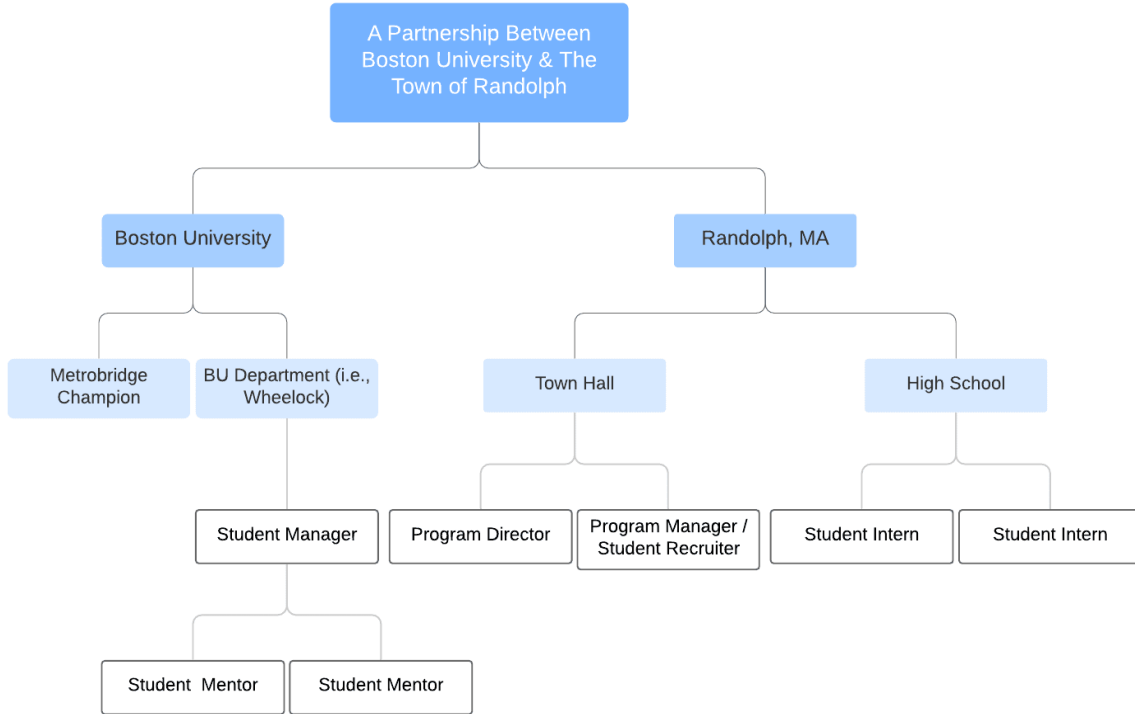 A Partnership Between
Boston University & The
Town of Randolph
Boston University
Randolph, MA
Metrobridge
Champion
BU Department (i.e.,
Wheelock)
Town Hall
High School
Student Manager
Program Director
Program Manager /
Student Recruiter
Student Intern
Student Intern
Student  Mentor
Student Mentor